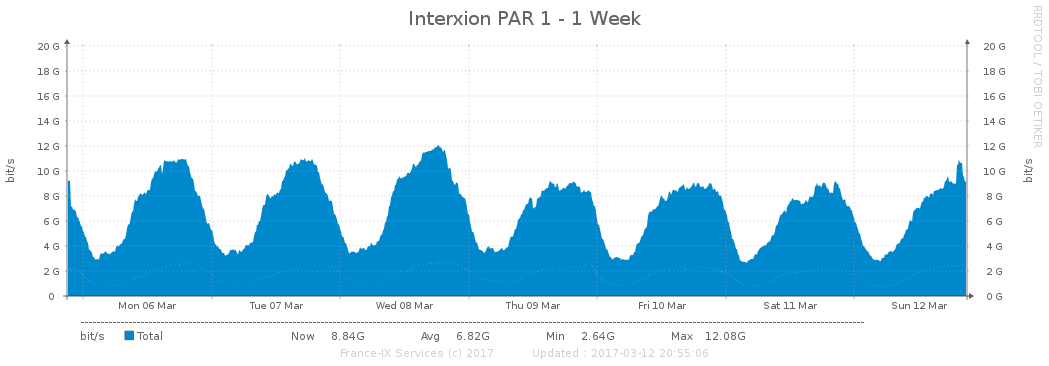 Interxion PAR 1 - 1 Week
RRDTOOL / TOBI OETIKER
bit/s
20 G 20 G
18 G 18 G
16 G 16 G
14 G 14 G
12 G 12 G
10 G 10 G
8 G 8 G
6 G 6 G
4 G 4 G
2 G 2 G
0 0 G
bit/s
Mon 06 Mar Tue 07 Mar Wed 08 Mar Thu 09 Mar Fri 10 Mar Sat 11 Mar Sun 12 Mar
bit/s Total Now 8.84G Avg 6.82G Min 2.64G Max 12.08G
France-IX Services (c) 2017 Updated : 2017-03-12 20:55:06